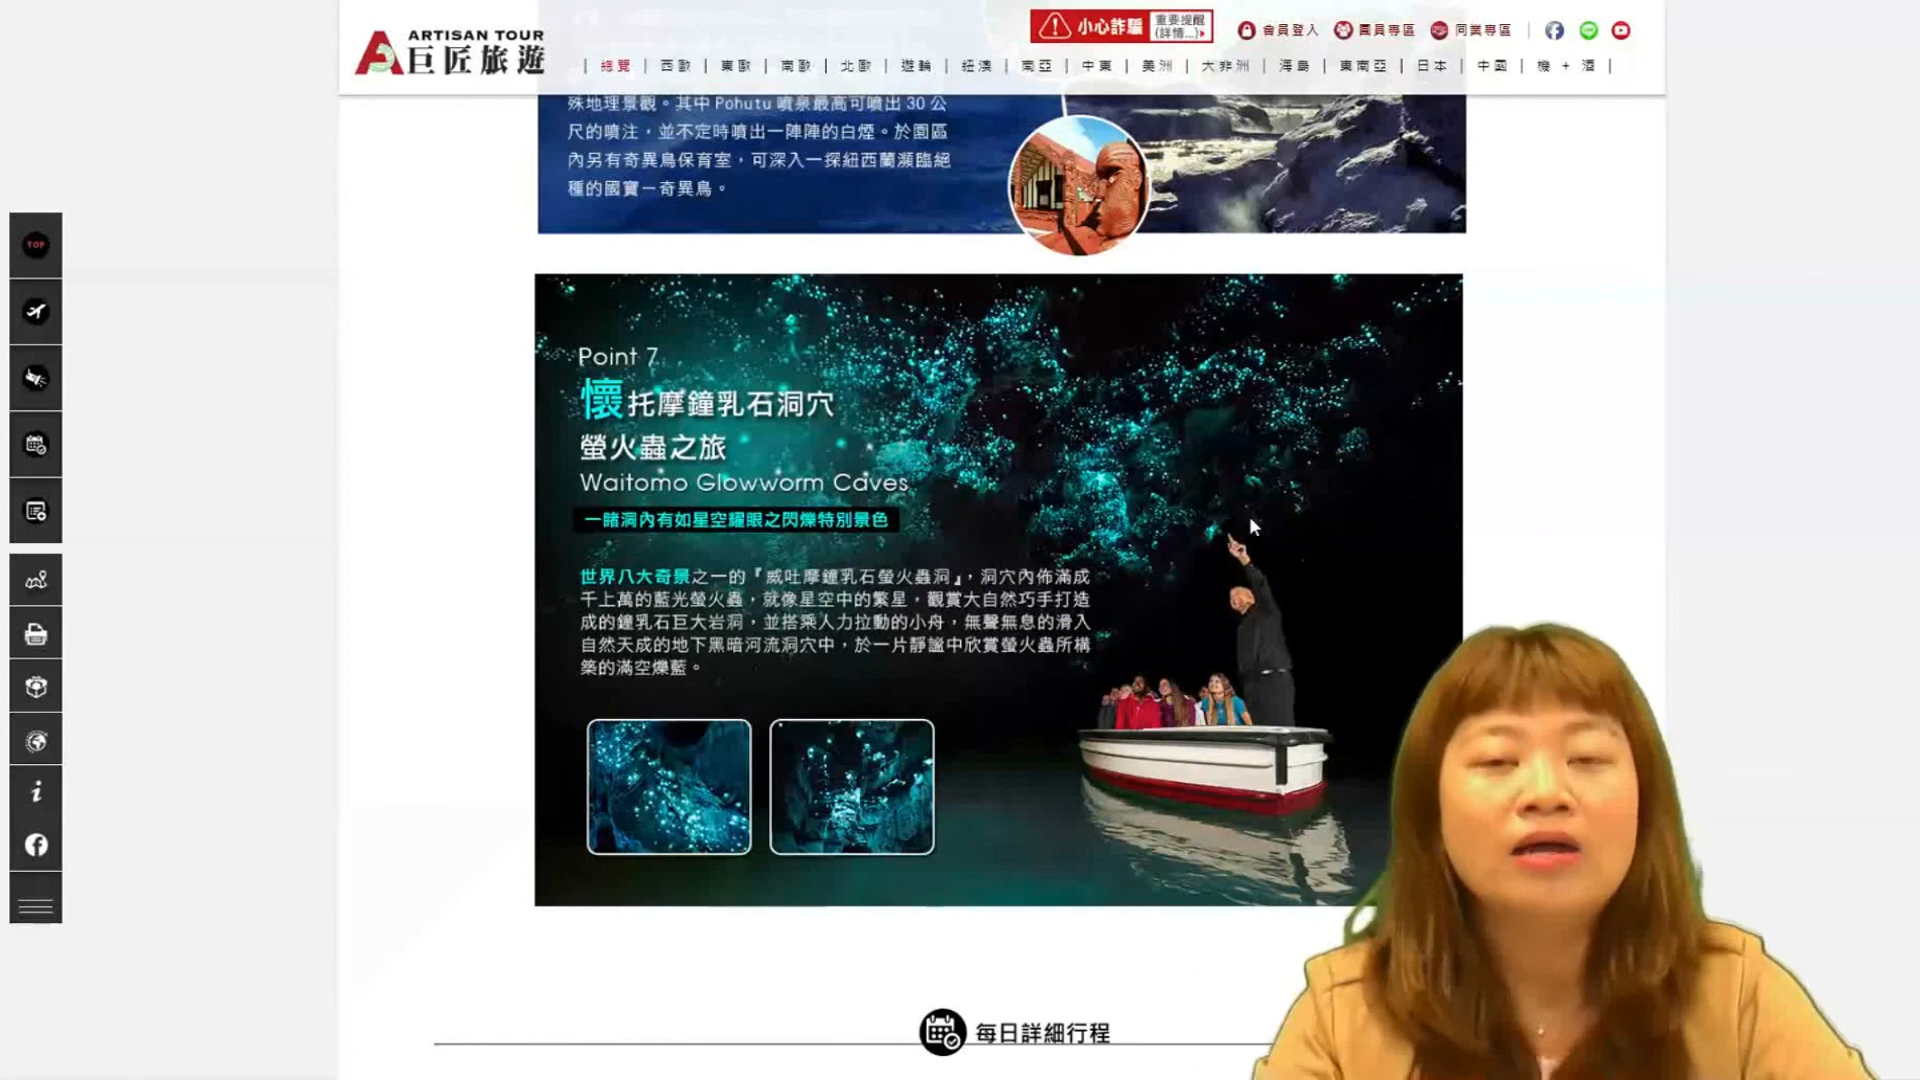 ARTISAN TOUR
巨匠旅遊
小心詐騙
重要提醒
(詳情...)
會員登入
團員專區
同業專區
總覽 | 西歐 | 東歐 | 南歐 | 北歐 | 遊輪 | 紐澳 | 南亞 | 中東 | 美洲 | 大非洲 | 海島 | 東南亞 | 日本 | 中國 | 機 + 酒
殊地理景觀。其中 Pohutu 噴泉最高可噴出 30 公
尺的噴注，並不定時噴出一陣陣的白煙。於園區
內另有奇異鳥保育室，可深入一探紐西蘭瀕臨絕
種的國寶－奇異鳥。
TOP
Point 7
懷托摩鐘乳石洞穴
螢火蟲之旅
Waitomo Glowworm Caves
一睹洞內有如星空耀眼之閃爍特別景色
世界八大奇景之一的『威吐摩鐘乳石螢火蟲洞』，洞穴內佈滿成
千上萬的藍光螢火蟲，就像星空中的繁星，觀賞大自然巧手打造
成的鐘乳石巨大岩洞，並搭乘人力拉動的小舟，無聲無息的滑入
自然天成的地下黑暗河流洞穴中，於一片靜謐中欣賞螢火蟲所構
築的滿空爍藍。
每日詳細行程